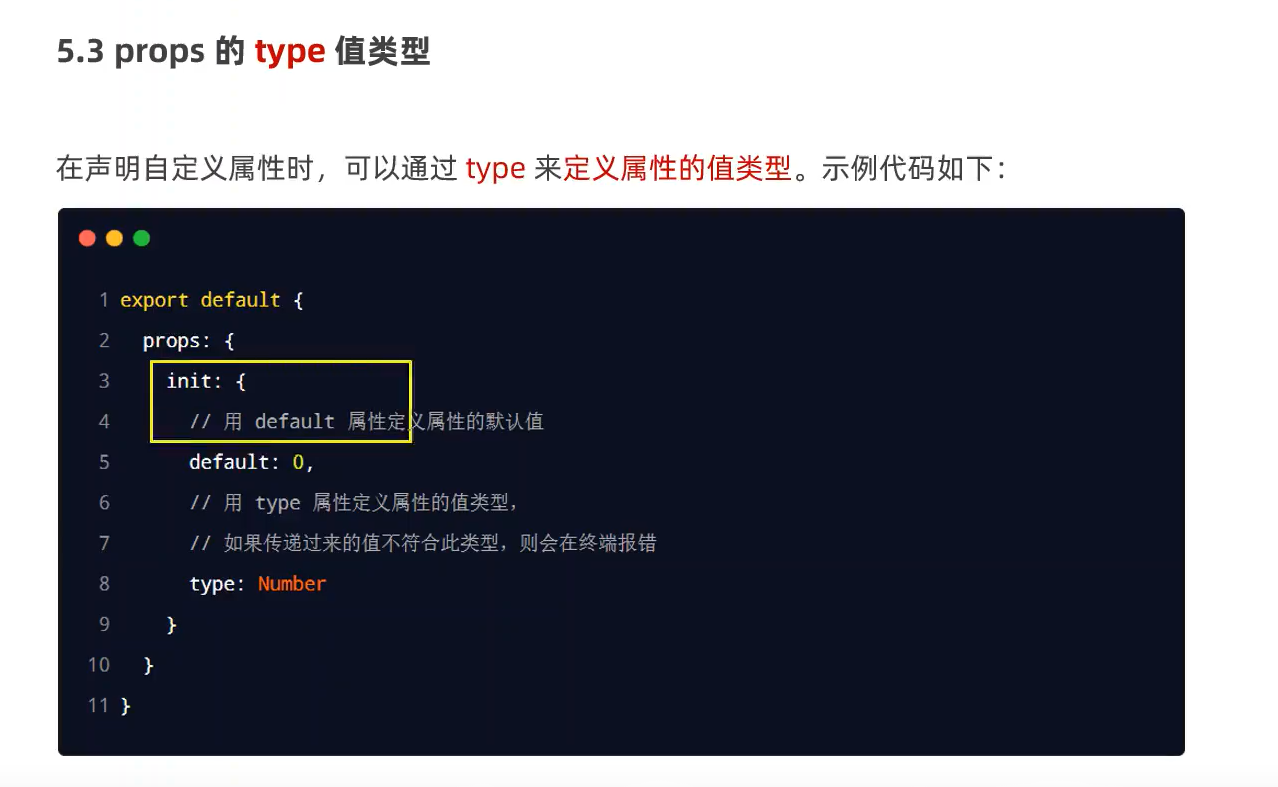 5.3 props 的 type 值类型
在声明自定义属性时，可以通过 type 来定义属性的值类型。示例代码如下：
1 export default {
2 props: {
3 init: {
4 // 用 default 属性定义属性的默认值
5 default: 0,
6 // 用 type 属性定义属性的值类型，
7 // 如果传递过来的值不符合此类型，则会在终端报错
8 type: Number
9 }
10 }
11 }